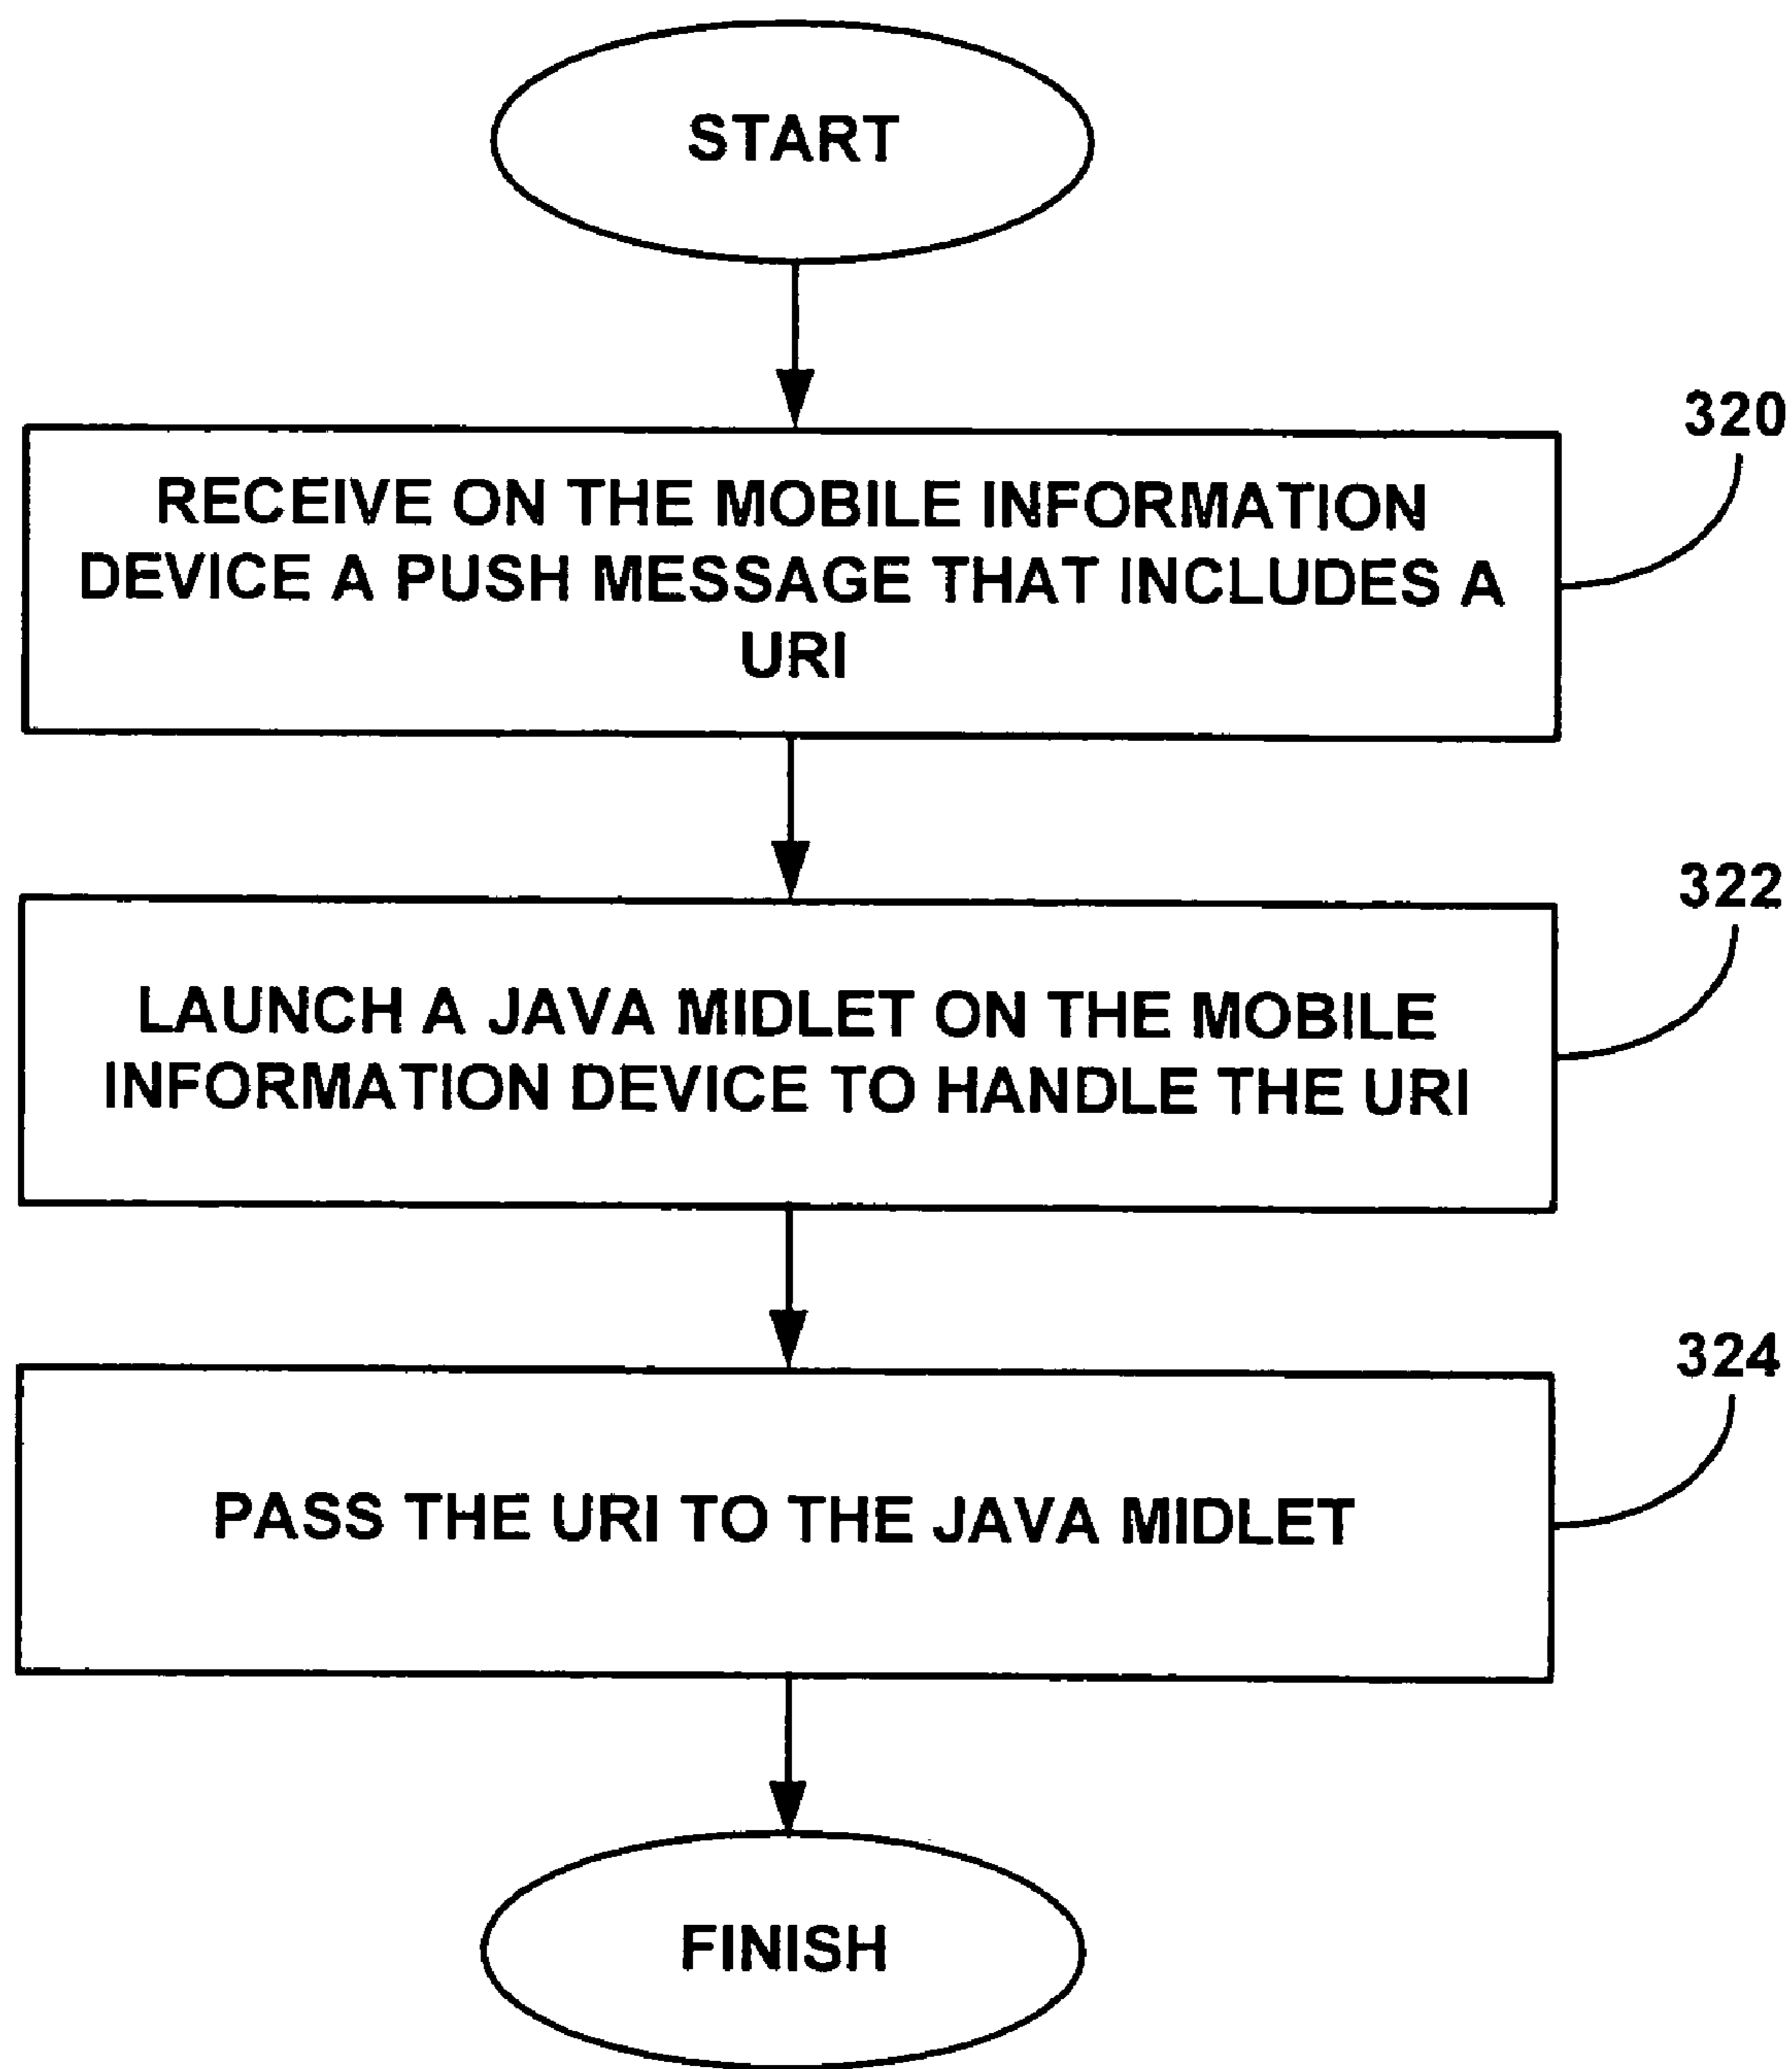 START
320
RECEIVE ON THE MOBILE INFORMATION
DEVICE A PUSH MESSAGE THAT INCLUDES A
URI
322
LAUNCH A JAVA MIDLET ON THE MOBILE
INFORMATION DEVICE TO HANDLE THE URI
324
PASS THE URI TO THE JAVA MIDLET
FINISH